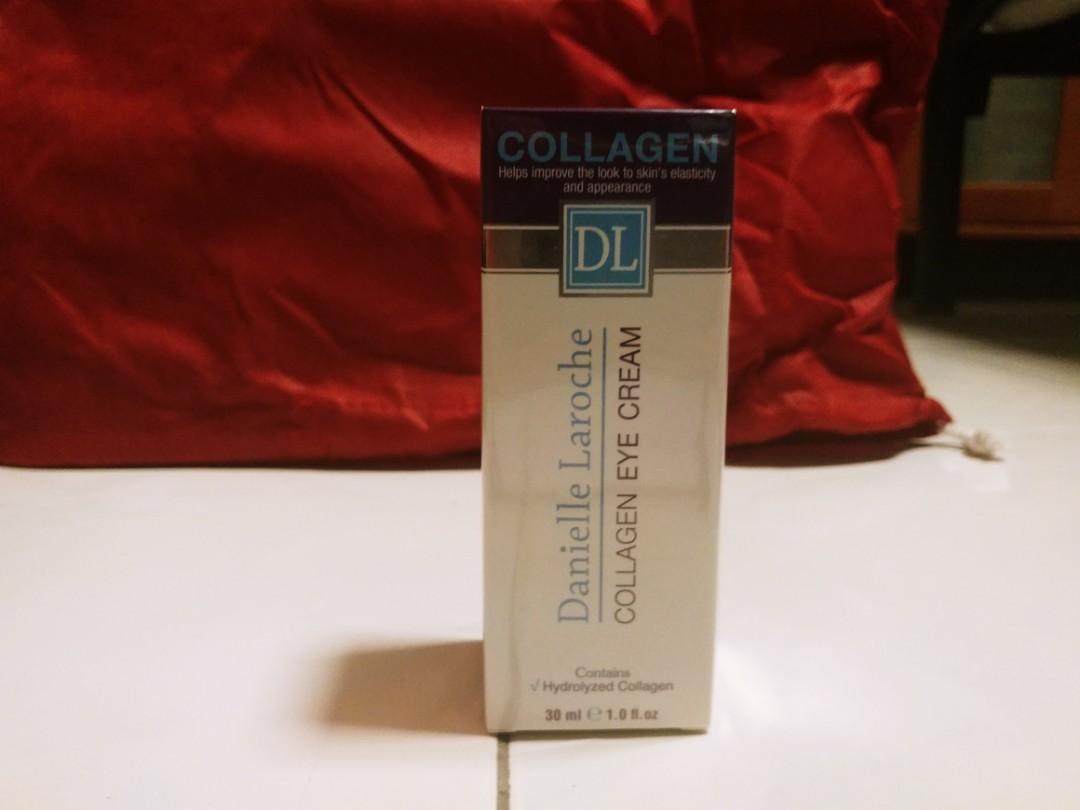 COLLAGEN
Helps improve the look to skin's elasticity
and appearance
DL
Danielle Laroche
COLLAGEN EYE CREAM
Contains
√ Hydrolyzed Collagen
30 ml ℮ 1.0 fl.oz